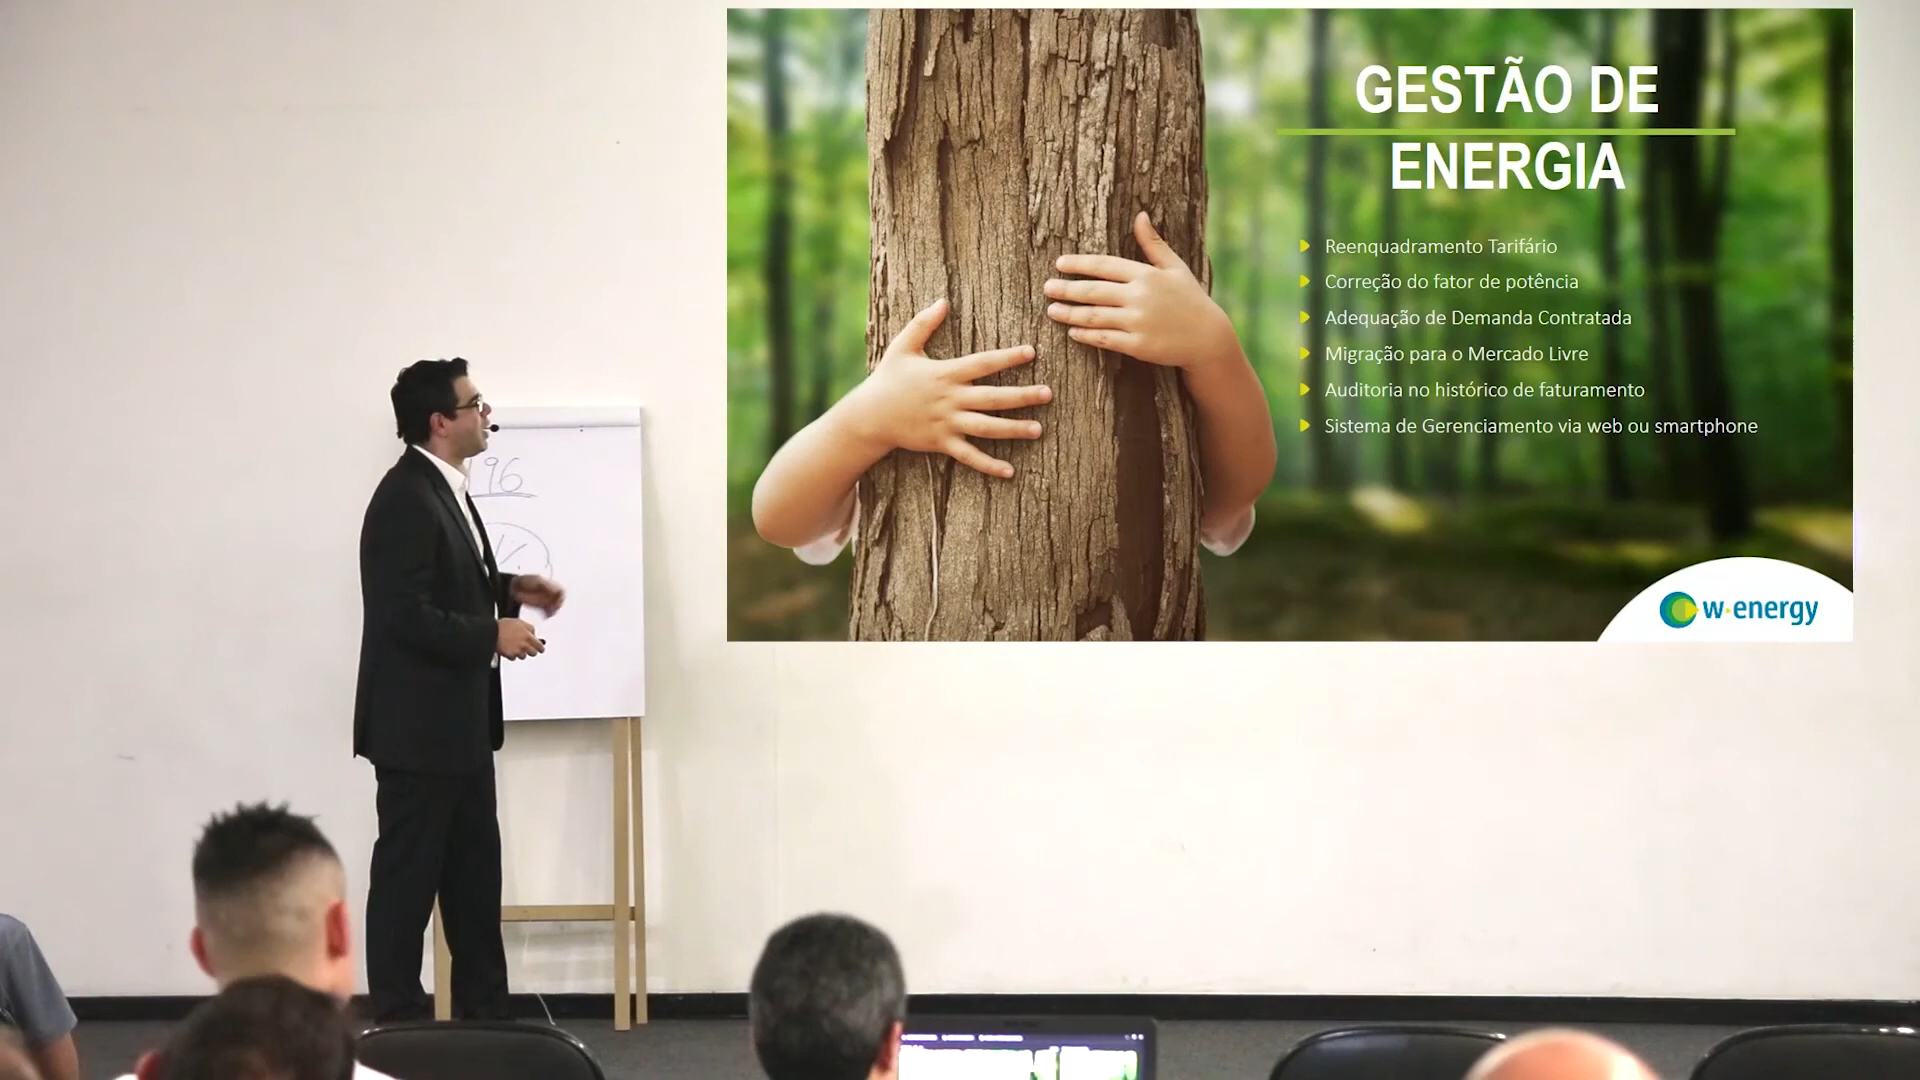 GESTÃO DE
ENERGIA
Reenquadramento Tarifário
Correção do fator de potência
Adequação de Demanda Contratada
Migração para o Mercado Livre
Auditoria no histórico de faturamento
Sistema de Gerenciamento via web ou smartphone
w·energy
96